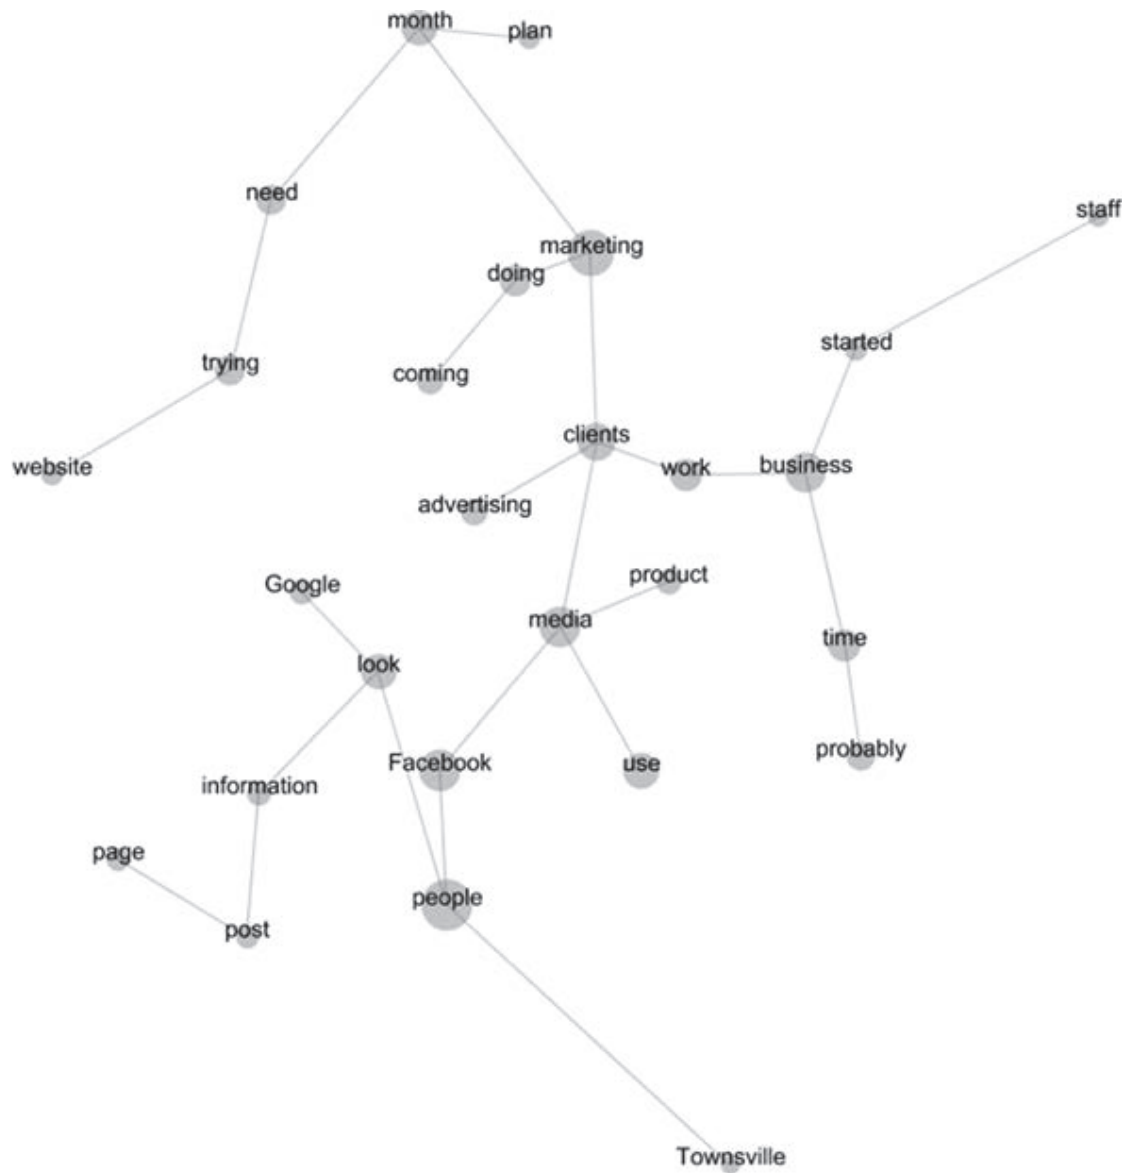 month
plan
need
staff
marketing
doing
started
trying
coming
clients
business
website
work
advertising
product
Google
media
time
look
probably
Facebook
use
information
page
people
post
Townsville